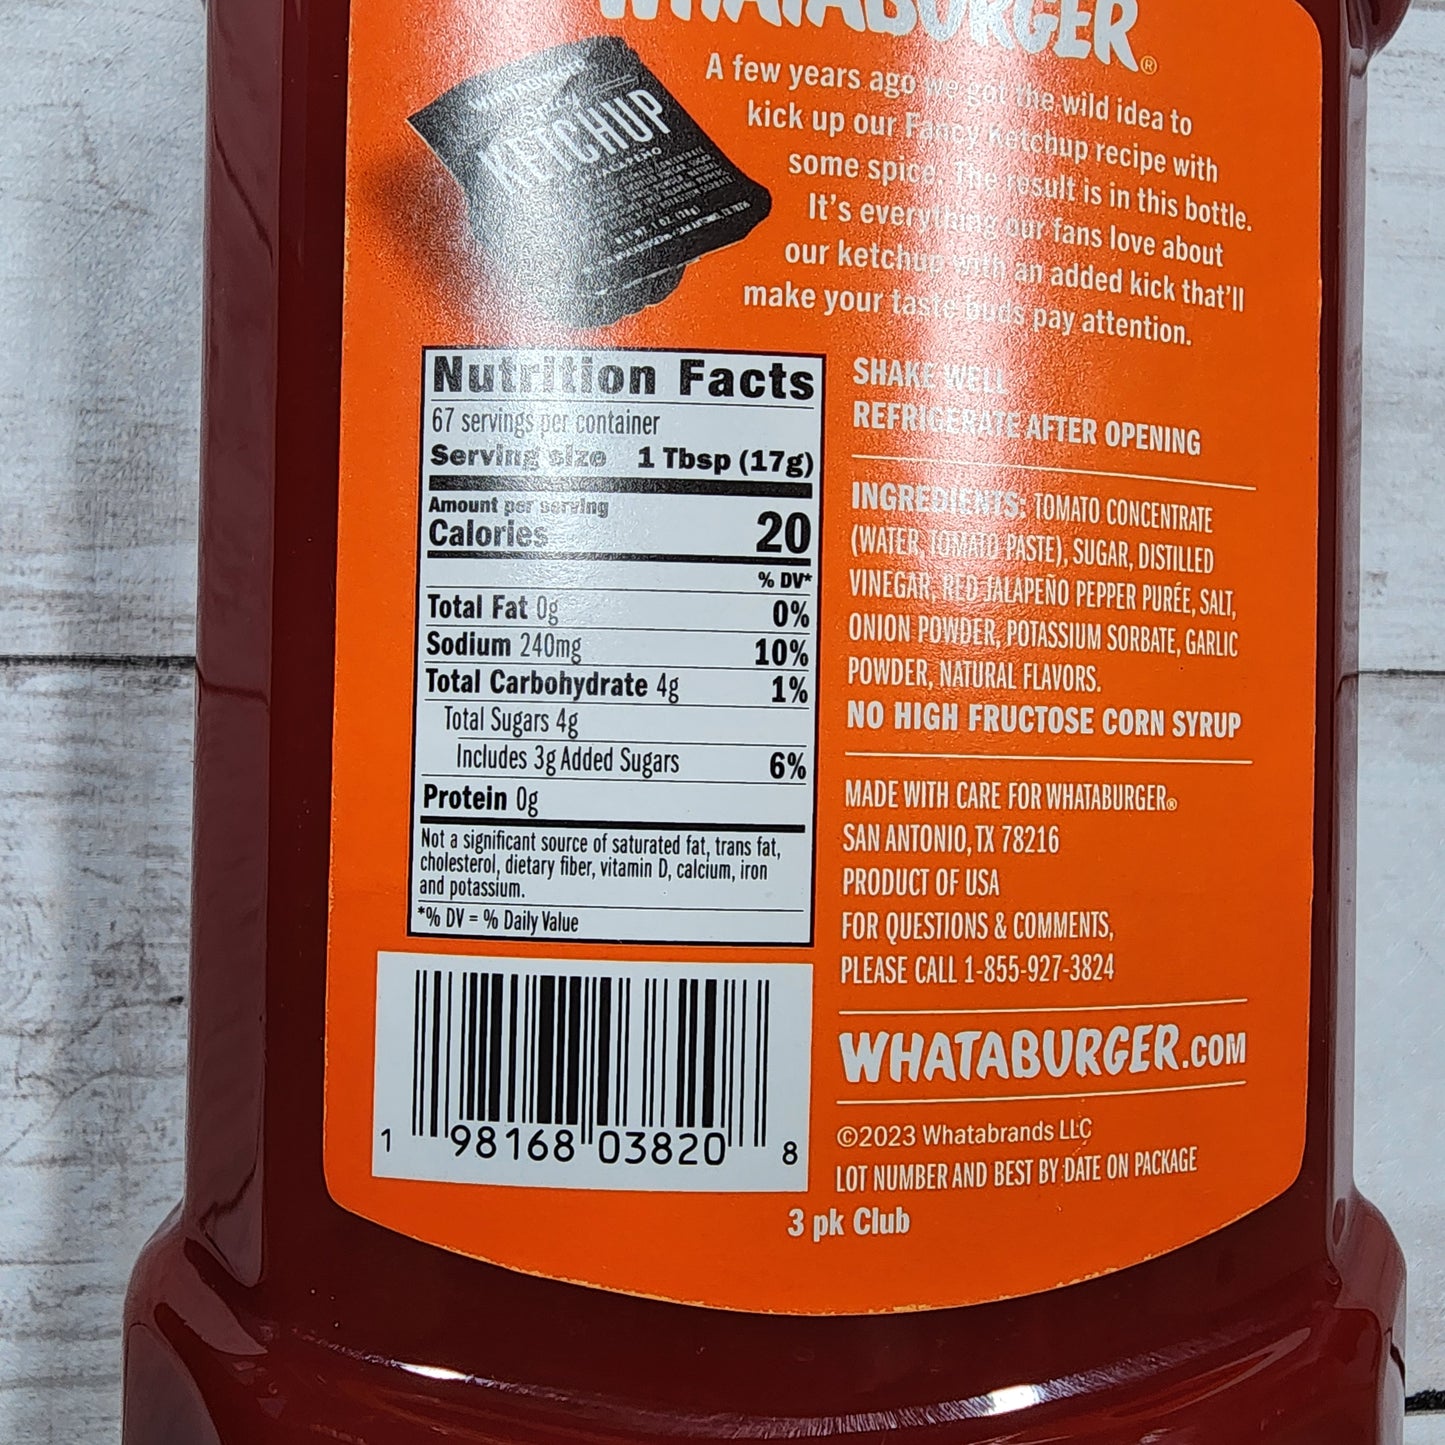 WHATABURGER®
WHATABURGER
KETCHUP
A few years ago we got the wild idea to
kick up our Fancy Ketchup recipe with
some spice. The result is in this bottle.
It's everything our fans love about
our ketchup with an added kick that'll
make your taste buds pay attention.
Nutrition Facts
67 servings per container
Serving size 1 Tbsp (17g)
Amount per serving
Calories 20
% DV*
Total Fat 0g 0%
Sodium 240mg 10%
Total Carbohydrate 4g 1%
Total Sugars 4g
Includes 3g Added Sugars 6%
Protein 0g
Not a significant source of saturated fat, trans fat,
cholesterol, dietary fiber, vitamin D, calcium, iron
and potassium.
*% DV = % Daily Value
1 98168 03820 8
SHAKE WELL
REFRIGERATE AFTER OPENING
INGREDIENTS: TOMATO CONCENTRATE
(WATER, TOMATO PASTE), SUGAR, DISTILLED
VINEGAR, RED JALAPEÑO PEPPER PURÉE, SALT,
ONION POWDER, POTASSIUM SORBATE, GARLIC
POWDER, NATURAL FLAVORS.
NO HIGH FRUCTOSE CORN SYRUP
MADE WITH CARE FOR WHATABURGER®
SAN ANTONIO, TX 78216
PRODUCT OF USA
FOR QUESTIONS & COMMENTS,
PLEASE CALL 1-855-927-3824
WHATABURGER.COM
©2023 Whatabrands LLC
LOT NUMBER AND BEST BY DATE ON PACKAGE
3 pk Club